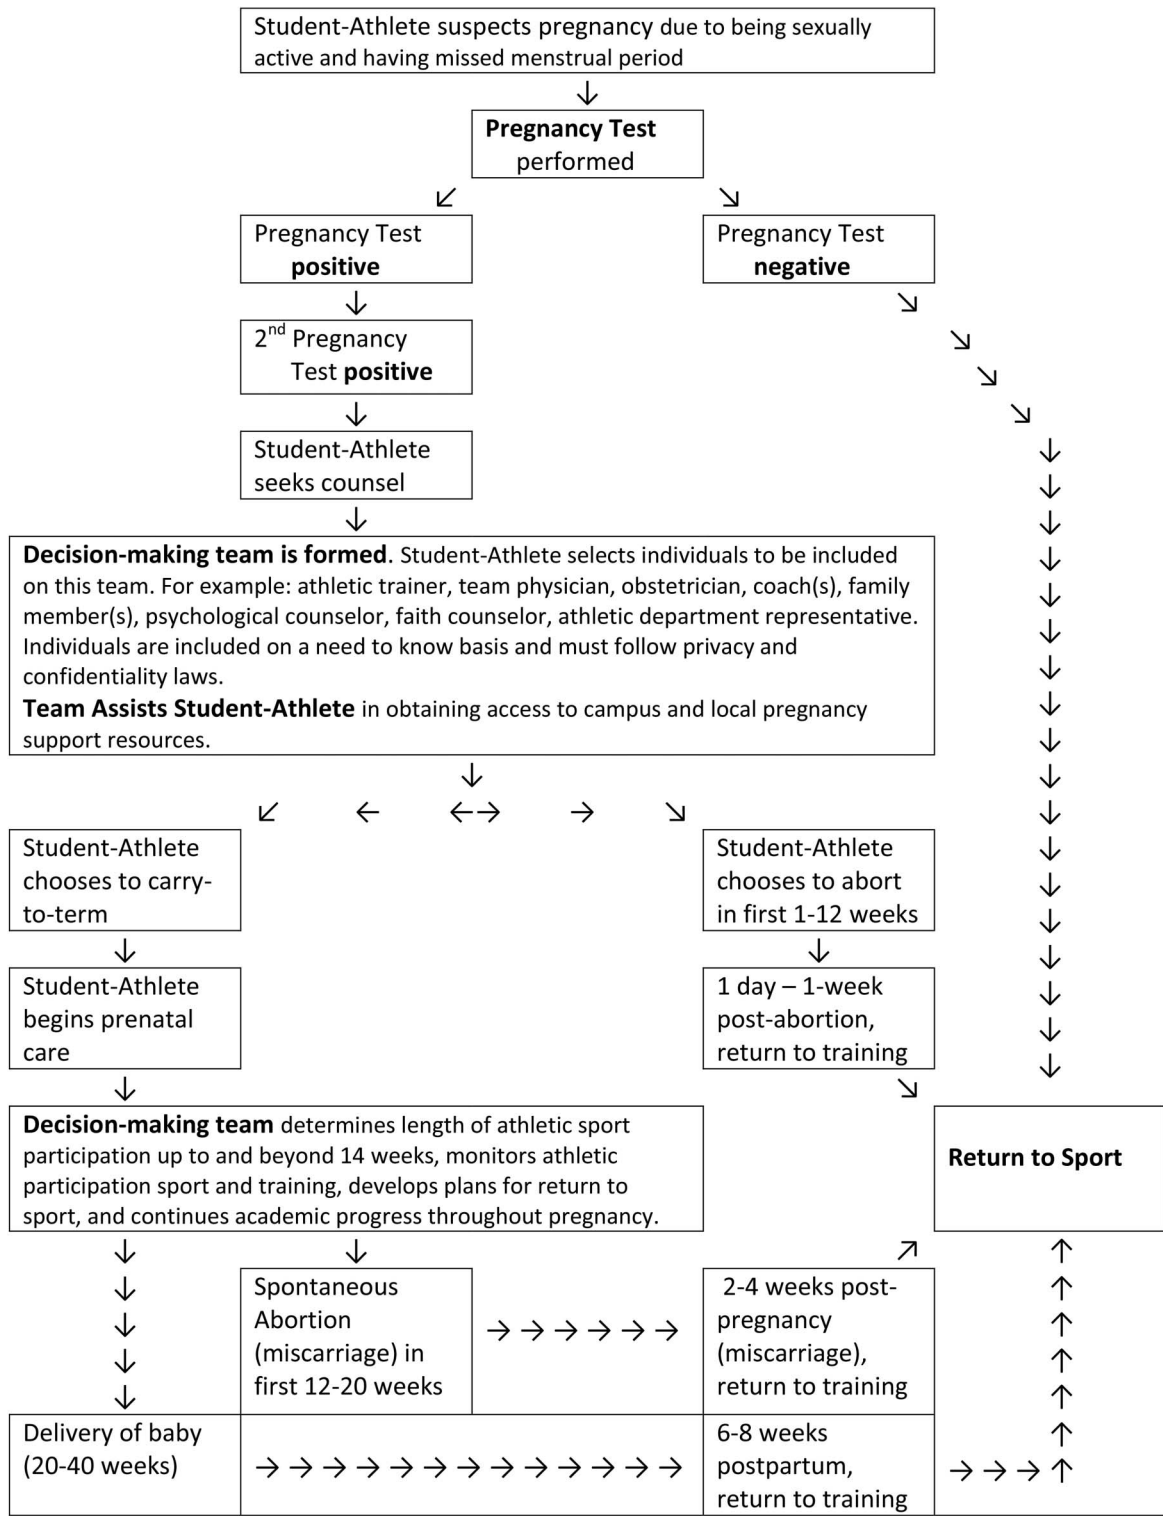 Student-Athlete suspects pregnancy due to being sexually
active and having missed menstrual period
↓
Pregnancy Test
performed
↙ ↘
Pregnancy Test
positive
Pregnancy Test
negative
2nd Pregnancy
Test positive
Student-Athlete
seeks counsel
Decision-making team is formed. Student-Athlete selects individuals to be included
on this team. For example: athletic trainer, team physician, obstetrician, coach(s), family
member(s), psychological counselor, faith counselor, athletic department representative.
Individuals are included on a need to know basis and must follow privacy and
confidentiality laws.
Team Assists Student-Athlete in obtaining access to campus and local pregnancy
support resources.
Student-Athlete
chooses to carry-
to-term
Student-Athlete
chooses to abort
in first 1-12 weeks
Student-Athlete
begins prenatal
care
1 day – 1-week
post-abortion,
return to training
Decision-making team determines length of athletic sport
participation up to and beyond 14 weeks, monitors athletic
participation sport and training, develops plans for return to
sport, and continues academic progress throughout pregnancy.
Return to Sport
Spontaneous
Abortion
(miscarriage) in
first 12-20 weeks
2-4 weeks post-
pregnancy
(miscarriage),
return to training
Delivery of baby
(20-40 weeks)
6-8 weeks
postpartum,
return to training